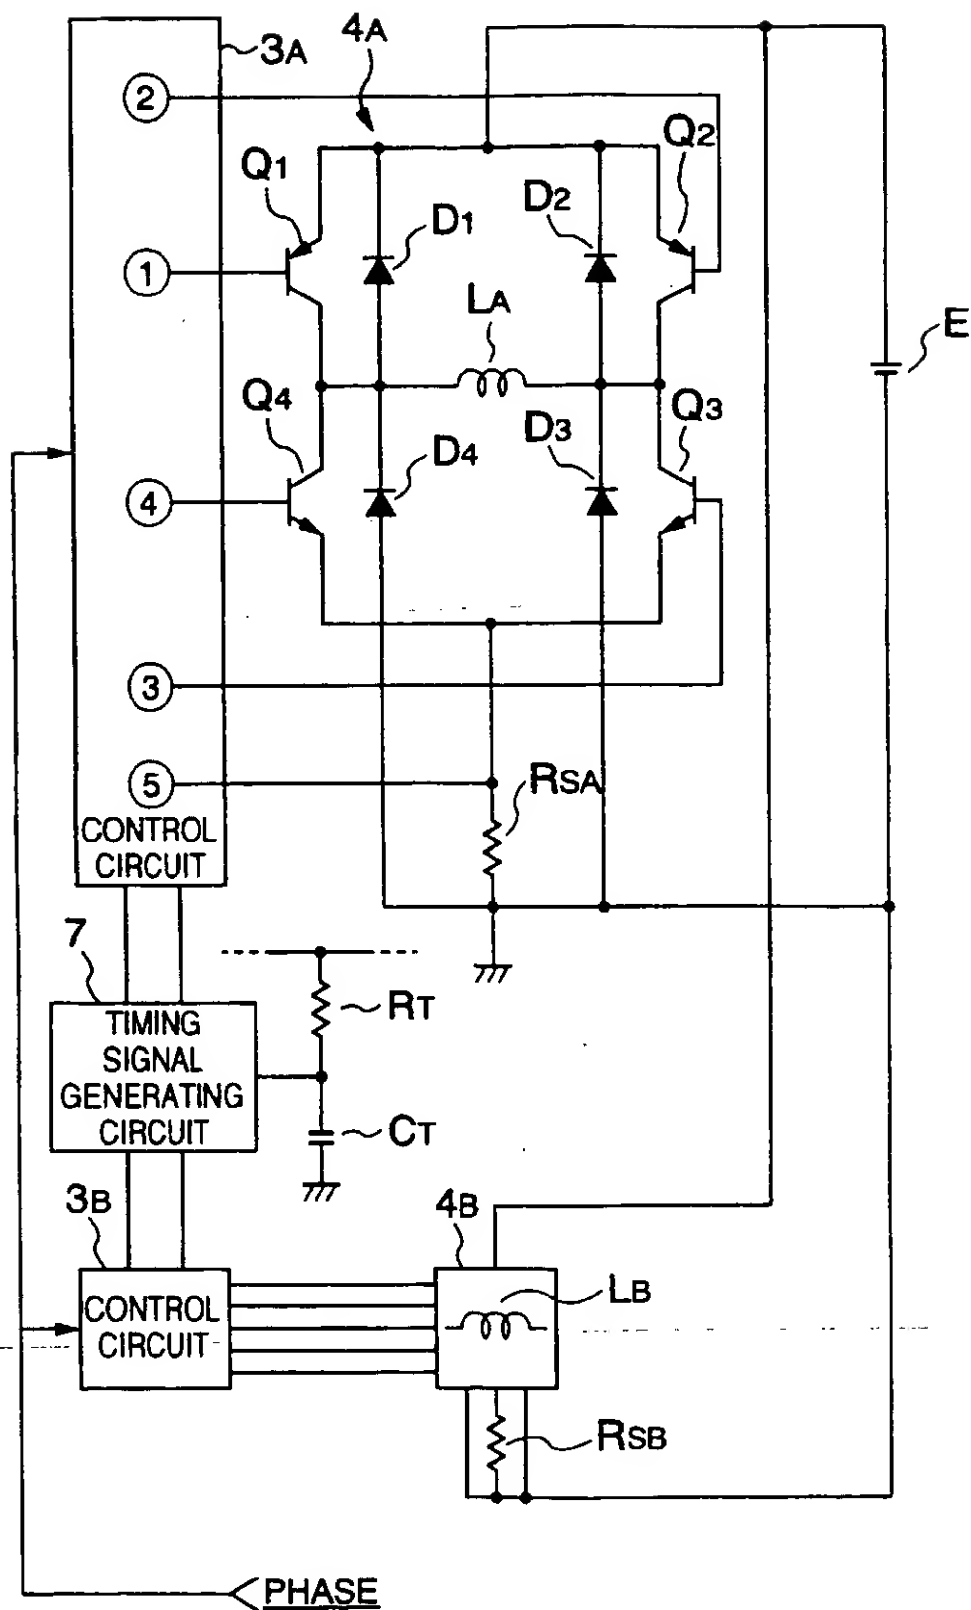 4A
3A
2
Q2
Q1
D2
D1
1
LA
E
Q4
Q3
D3
D4
4
3
5
RSA
CONTROL
CIRCUIT
7
RT
TIMING
SIGNAL
GENERATING
CIRCUIT
CT
3B
4B
LB
CONTROL
CIRCUIT
RSB
PHASE